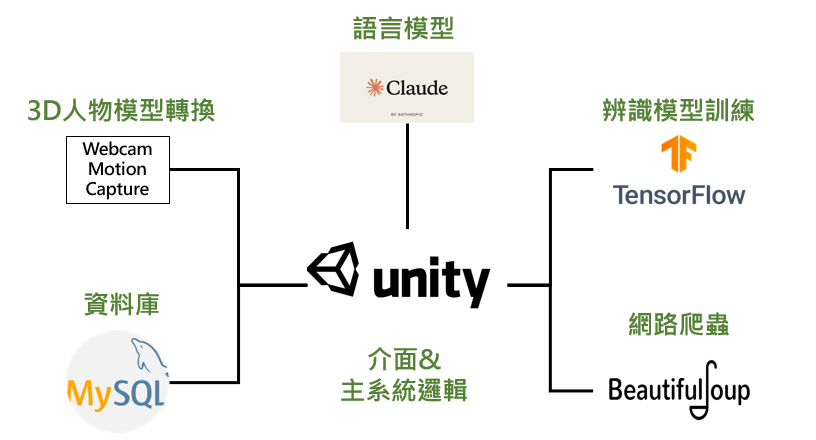 語言模型
Claude
BY ANTHROPIC
3D人物模型轉換
Webcam
Motion
Capture
辨識模型訓練
TensorFlow
unity
資料庫
MySQL
介面&
主系統邏輯
網路爬蟲
BeautifulSoup